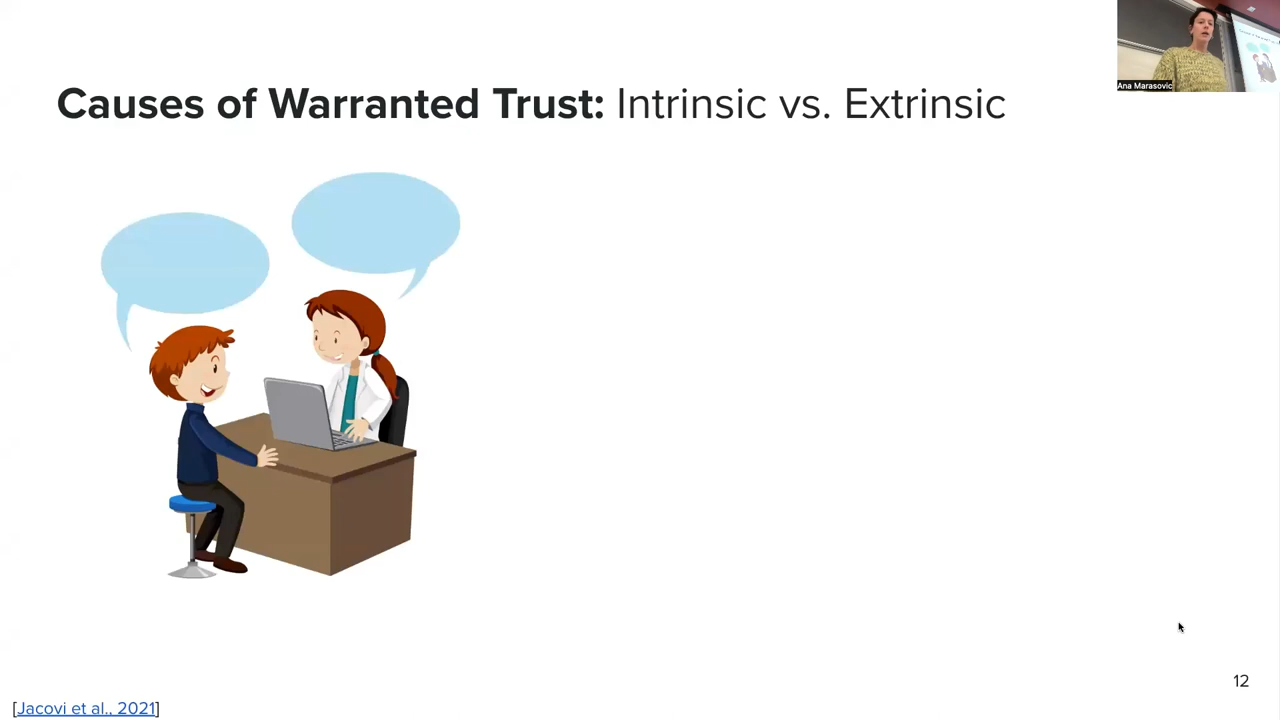 Ana Marasovic
Causes of Warranted Trust: Intrinsic vs. Extrinsic
12
[Jacovi et al., 2021]